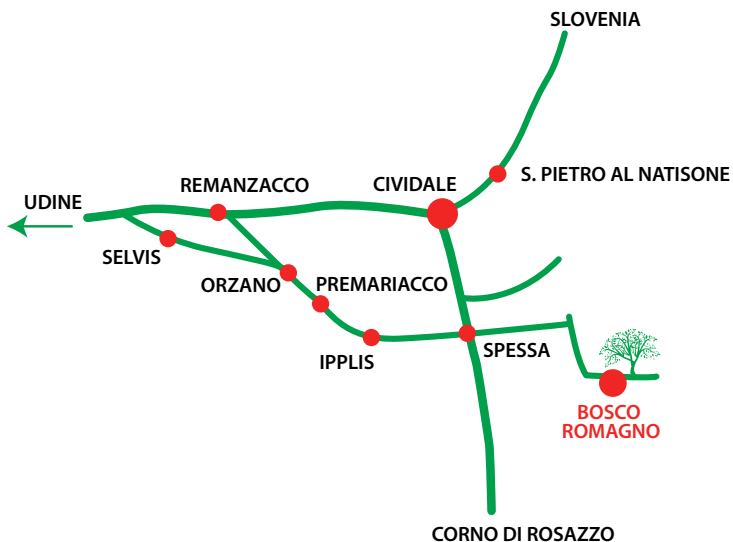 SLOVENIA
S. PIETRO AL NATISONE
CIVIDALE
REMANZACCO
UDINE
SELVIS
ORZANO
PREMARIACCO
IPPLIS
SPESSA
BOSCO
ROMAGNO
CORNO DI ROSAZZO